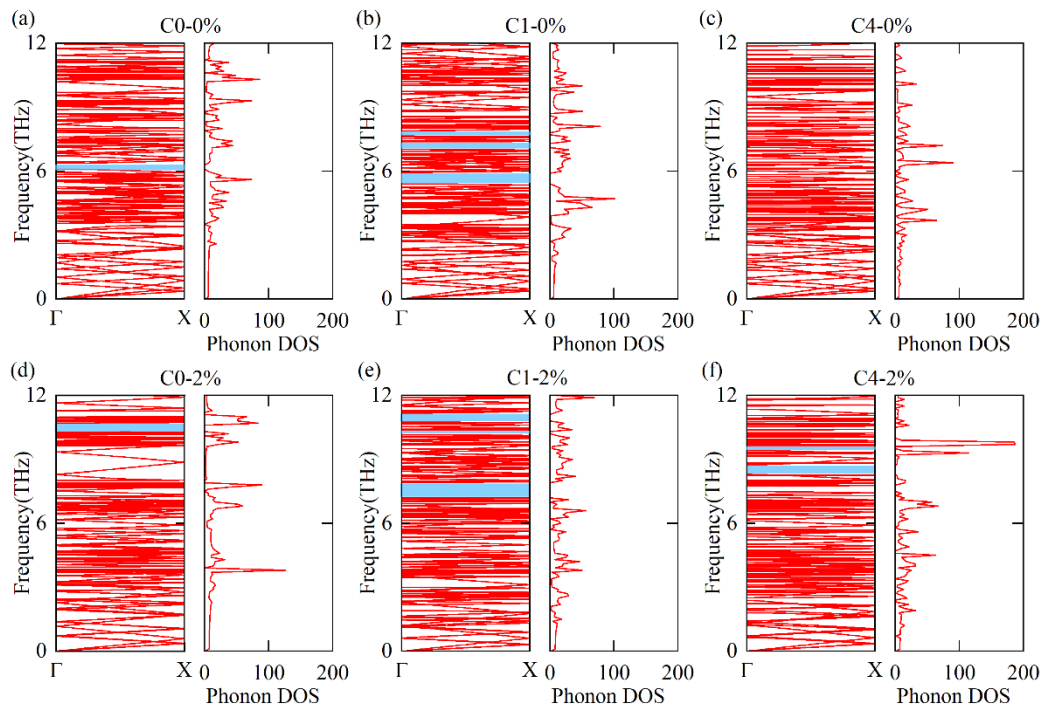 (a) C0-0% (b) C1-0% (c) C4-0%
12 12 12
Frequency(THz) Frequency(THz) Frequency(THz)
6 6 6
0 0 0
Γ X 0 100 200 Γ X 0 100 200 Γ X 0 100 200
Phonon DOS Phonon DOS Phonon DOS
(d) C0-2% (e) C1-2% (f) C4-2%
12 12 12
Frequency(THz) Frequency(THz) Frequency(THz)
6 6 6
0 0 0
Γ X 0 100 200 Γ X 0 100 200 Γ X 0 100 200
Phonon DOS Phonon DOS Phonon DOS